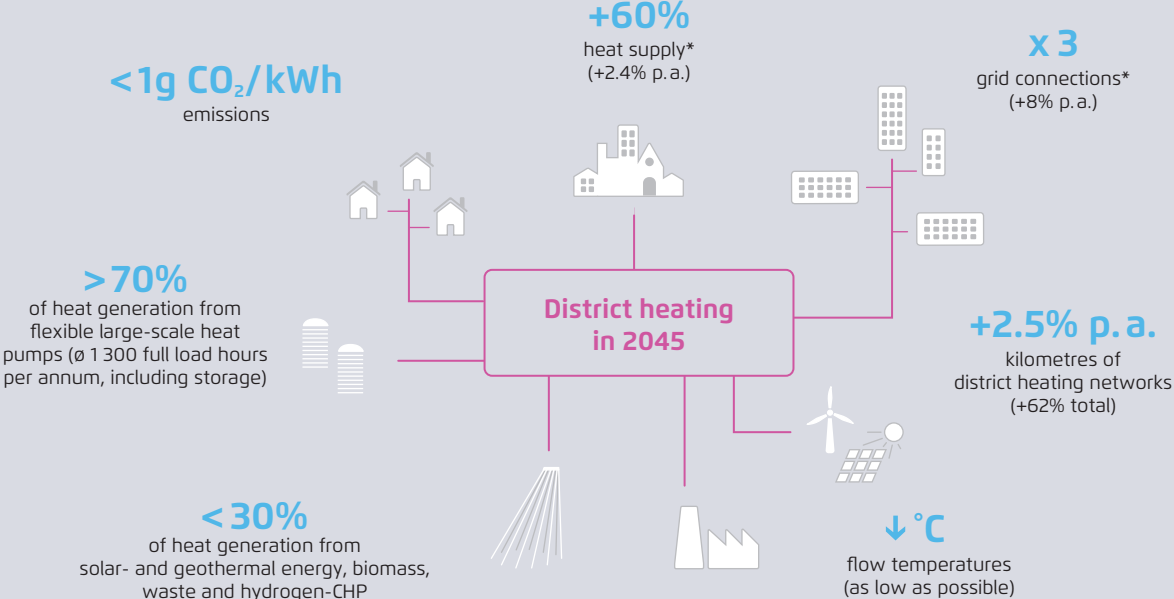 +60%
heat supply*
(+2.4% p.a.)
x 3
grid connections*
(+8% p.a.)
<1g CO₂/kWh
emissions
>70%
of heat generation from
flexible large-scale heat
pumps (ø 1 300 full load hours
per annum, including storage)
District heating
in 2045
+2.5% p.a.
kilometres of
district heating networks
(+62% total)
<30%
of heat generation from
solar- and geothermal energy, biomass,
waste and hydrogen-CHP
↓ °C
flow temperatures
(as low as possible)